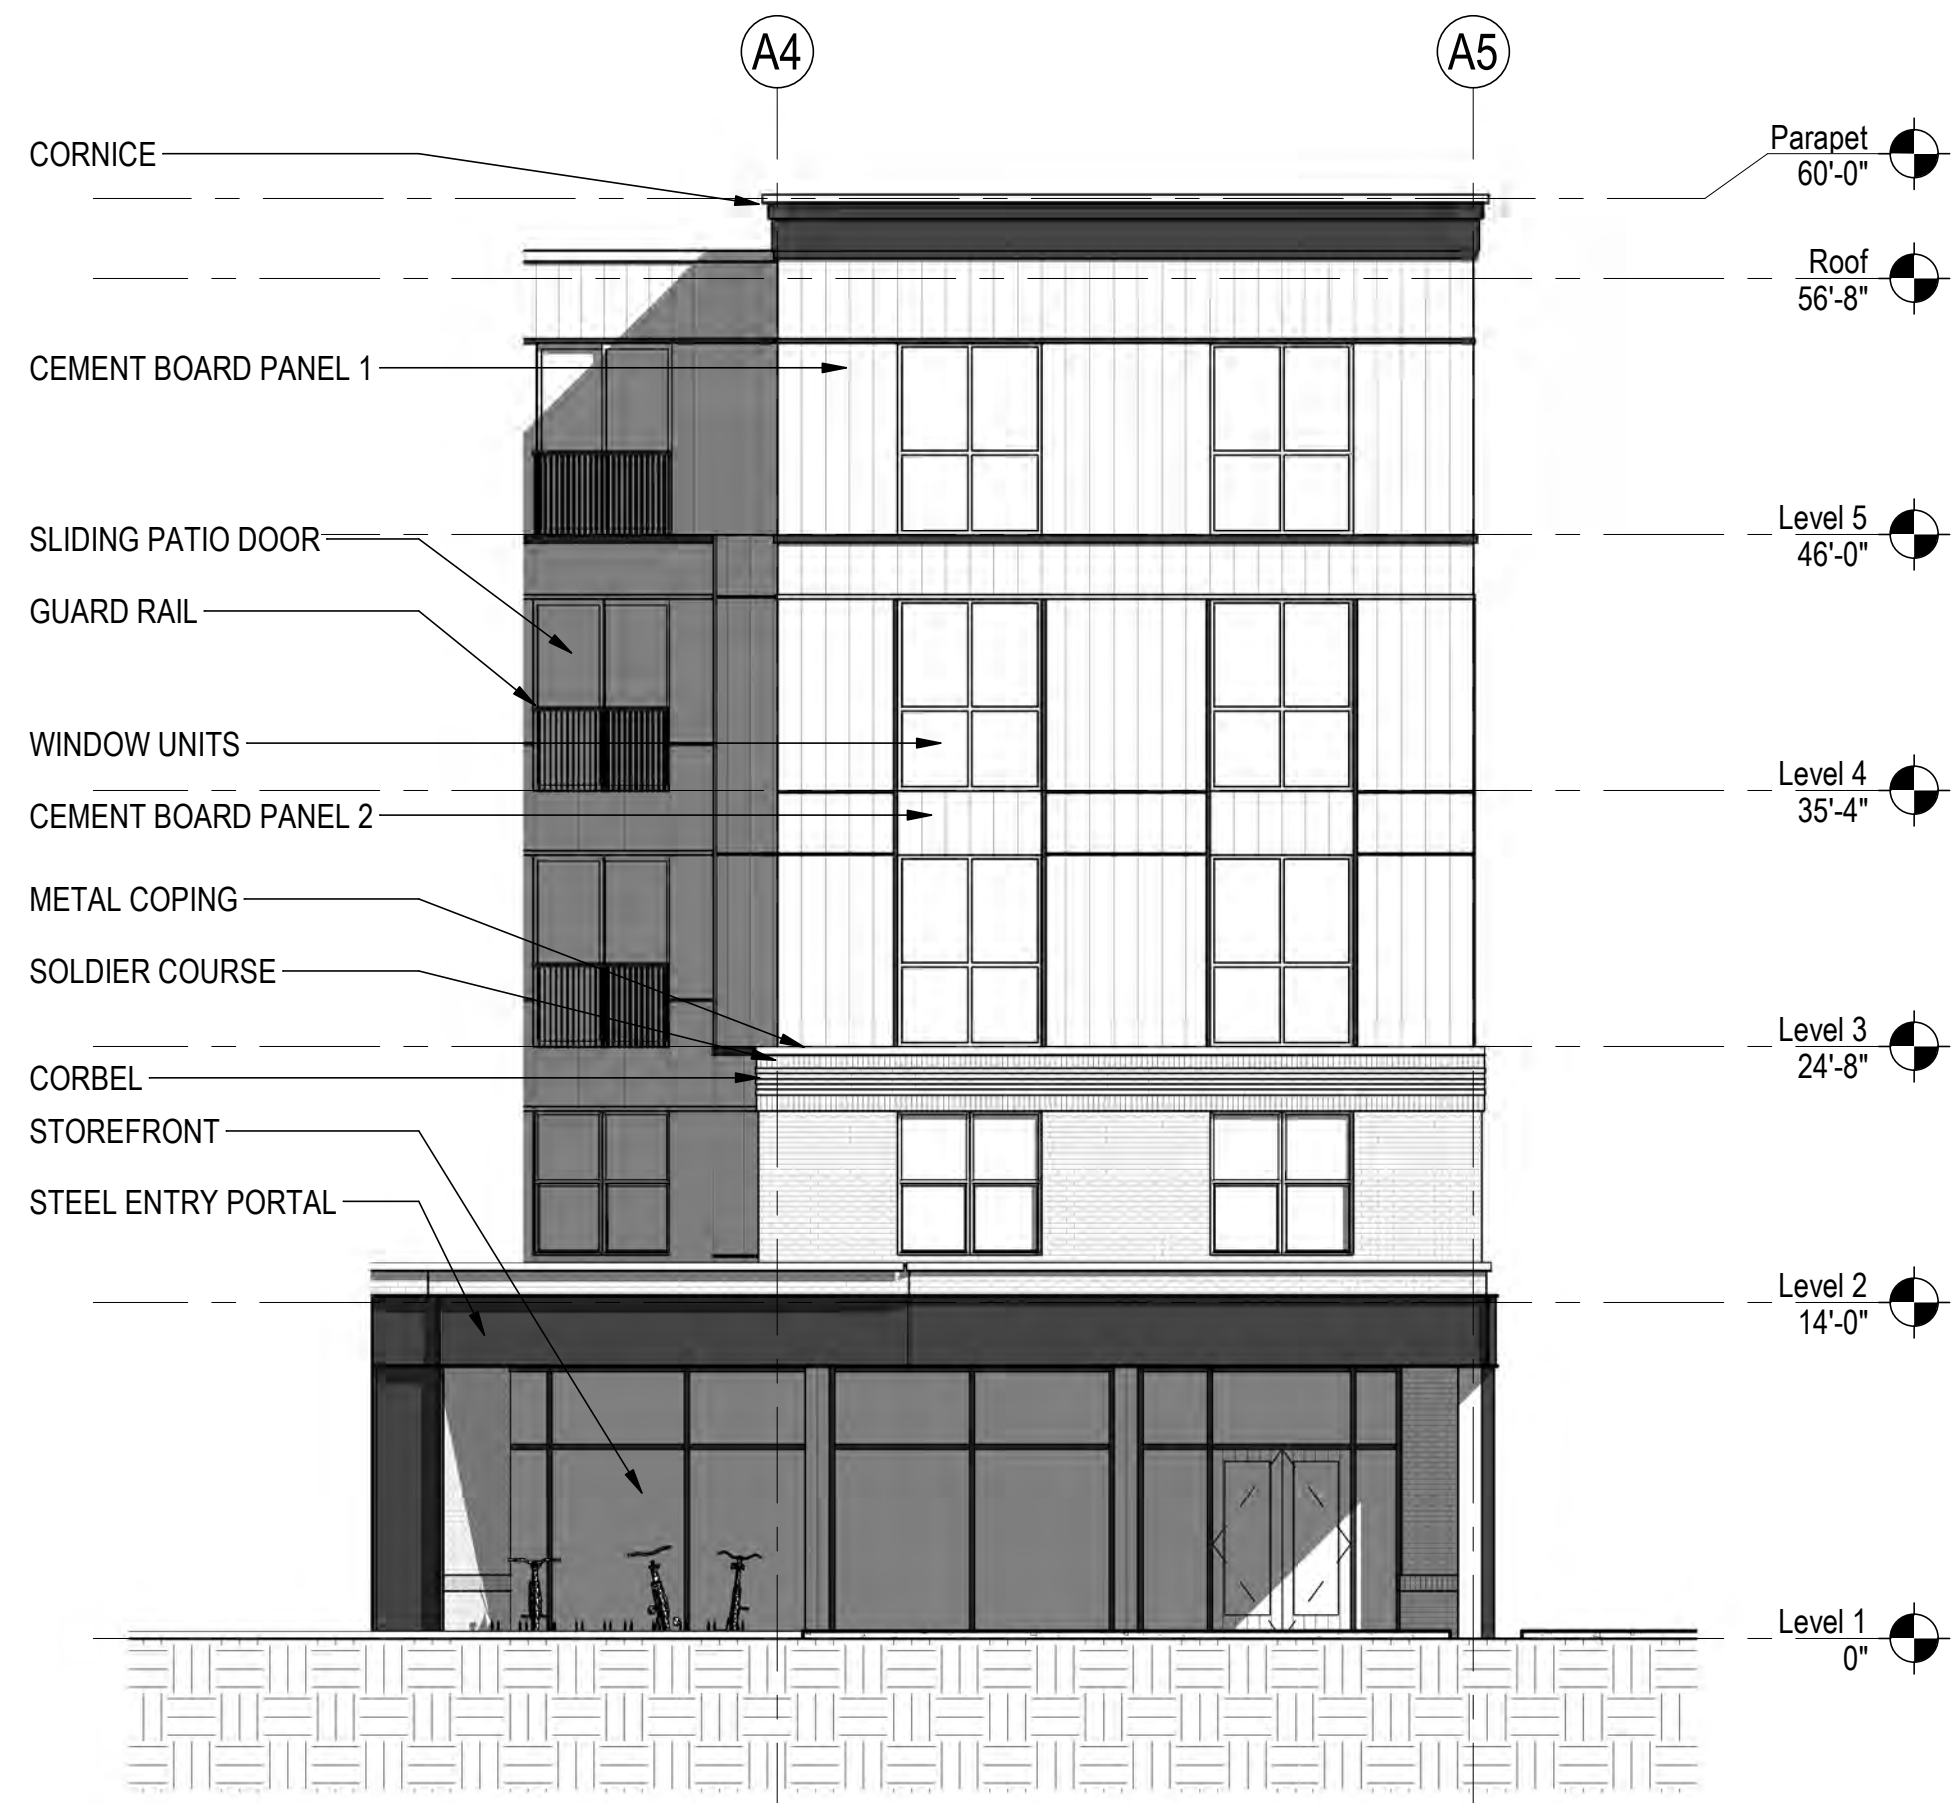 A4
A5
CORNICE
Parapet
60'-0"
Roof
56'-8"
CEMENT BOARD PANEL 1
SLIDING PATIO DOOR
Level 5
46'-0"
GUARD RAIL
WINDOW UNITS
Level 4
35'-4"
CEMENT BOARD PANEL 2
METAL COPING
SOLDIER COURSE
Level 3
24'-8"
CORBEL
STOREFRONT
STEEL ENTRY PORTAL
Level 2
14'-0"
Level 1
0"